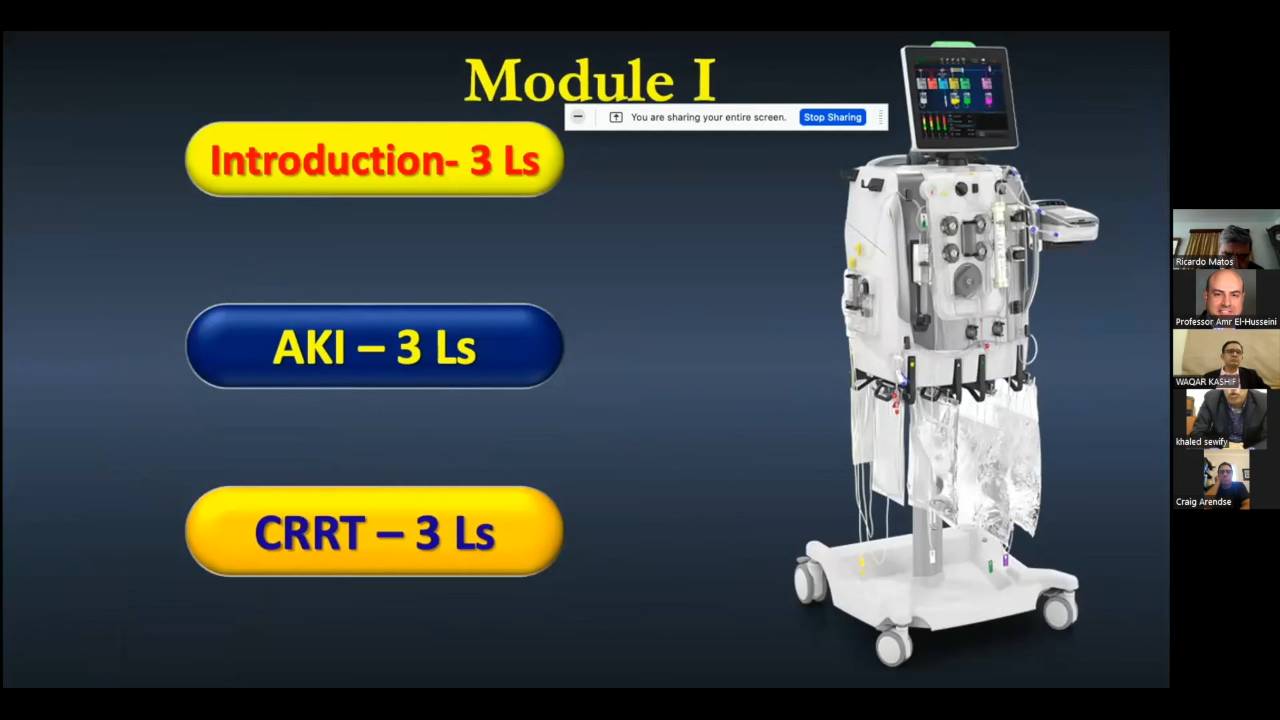 Module I
You are sharing your entire screen.
Stop Sharing
Introduction- 3 Ls
AKI – 3 Ls
CRRT – 3 Ls
Ricardo Matos
Professor Amr El-Husseini
WAQAR KASHIF
khaled sewify
Craig Arendse